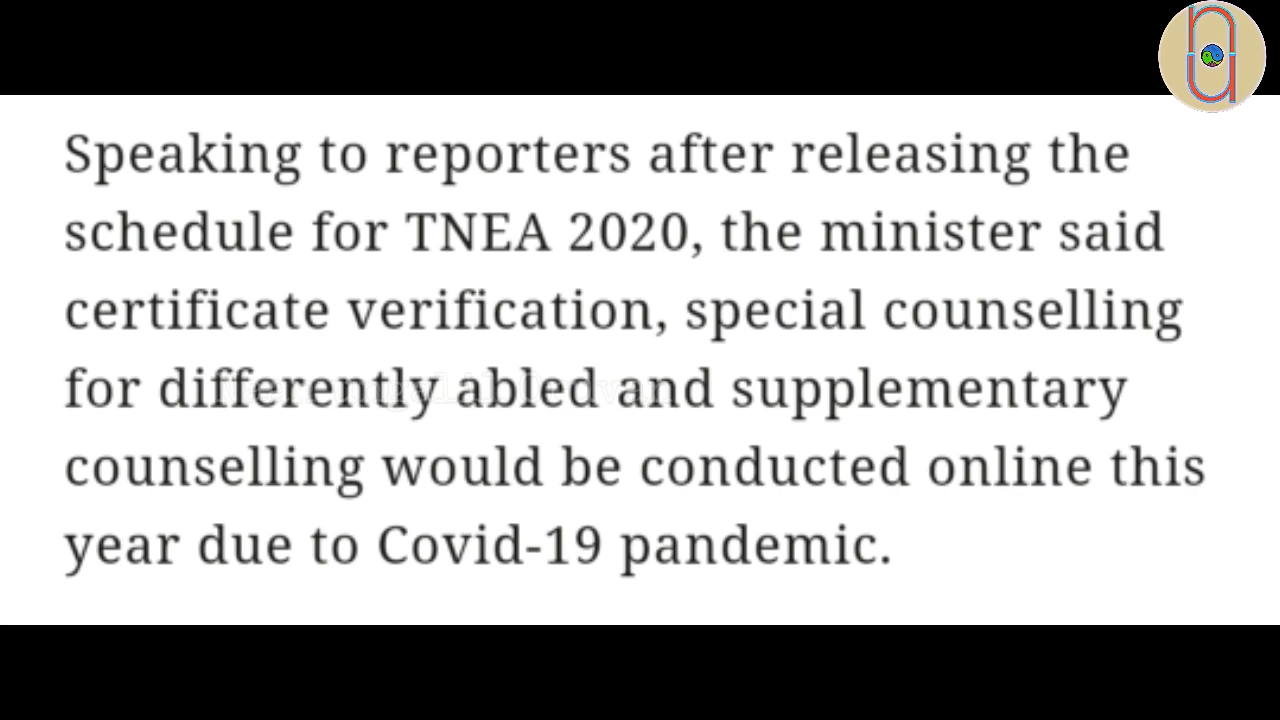 Speaking to reporters after releasing the
schedule for TNEA 2020, the minister said
certificate verification, special counselling
for differently abled and supplementary
counselling would be conducted online this
year due to Covid-19 pandemic.